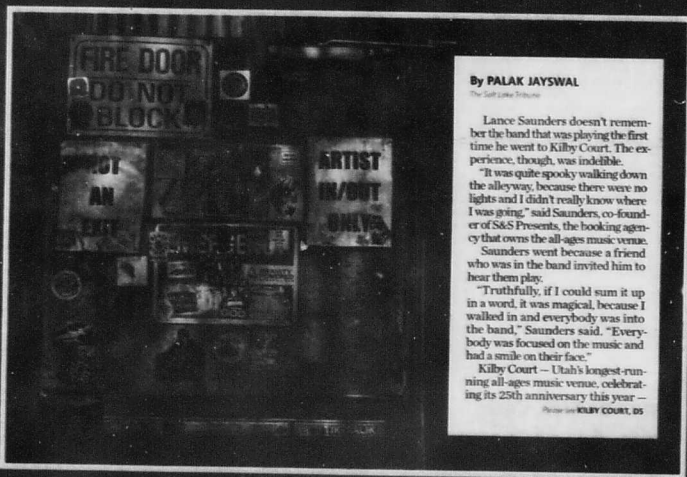 FIRE DOOR
DO NOT
BLOCK
NOT
AN
EXIT
ARTIST
IN/OUT
ONLY
By PALAK JAYSWAL
The Salt Lake Tribune
Lance Saunders doesn't remem-
ber the band that was playing the first
time he went to Kilby Court. The ex-
perience, though, was indelible.
"It was quite spooky walking down
the alleyway, because there were no
lights and I didn't really know where
I was going," said Saunders, co-found-
er of S&S Presents, the booking agen-
cy that owns the all-ages music venue.
Saunders went because a friend
who was in the band invited him to
hear them play.
"Truthfully, if I could sum it up
in a word, it was magical, because I
walked in and everybody was into
the band," Saunders said. "Every-
body was focused on the music and
had a smile on their face."
Kilby Court — Utah's longest-run-
ning all-ages music venue, celebrat-
ing its 25th anniversary this year —
Please see KILBY COURT, D5